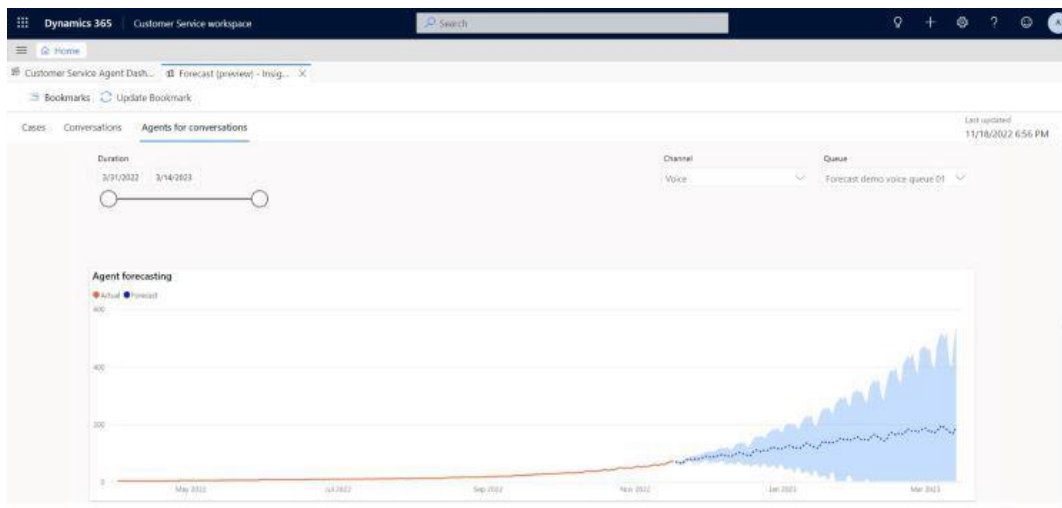 Dynamics 365 Customer Service workspace Search
Home
Customer Service Agent Dash... Forecast (preview) - Insig...
Bookmarks Update Bookmark
Cases Conversations Agents for conversations
Last updated
11/18/2022 6:56 PM
Duration
3/31/2022 3/14/2023
Channel
Voice
Queue
Forecast demo voice queue 01
Agent forecasting
Actual Forecast
600
400
200
0
May 2022 Jul 2022 Sep 2022 Nov 2022 Jan 2023 Mar 2023